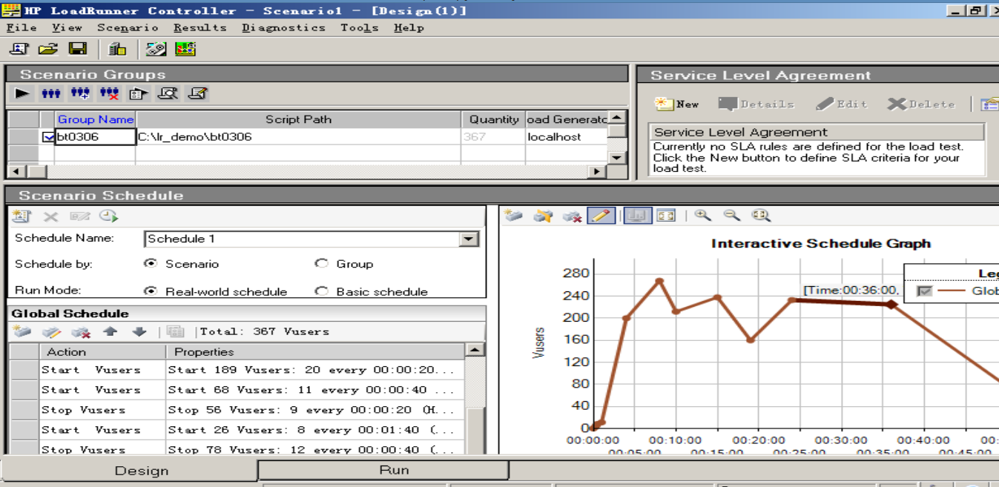 HP LoadRunner Controller - Scenario1 - [Design(1)]
File View Scenario Results Diagnostics Tools Help
Scenario Groups
Group Name Script Path Quantity oad Generato
bt0306 C:\lr_demo\bt0306 367 localhost
Service Level Agreement
New Details Edit Delete
Service Level Agreement
Currently no SLA rules are defined for the load test.
Click the New button to define SLA criteria for your
load test.
Scenario Schedule
Schedule Name: Schedule 1
Schedule by: Scenario Group
Run Mode: Real-world schedule Basic schedule
Global Schedule
Total: 367 Vusers
Action Properties
Start Vusers Start 189 Vusers: 20 every 00:00:20...
Start Vusers Start 68 Vusers: 11 every 00:00:40 ...
Stop Vusers Stop 56 Vusers: 9 every 00:00:20 (H...
Start Vusers Start 26 Vusers: 8 every 00:01:40 (...
Stop Vusers Stop 78 Vusers: 12 every 00:00:40 (...
Interactive Schedule Graph
Leg
Glob
[Time:00:36:00,
Vusers
280
240
200
160
120
80
40
0
00:00:00 00:10:00 00:20:00 00:30:00 00:40:00 00:
00:05:00 00:15:00 00:25:00 00:35:00 00:45:00
Design Run